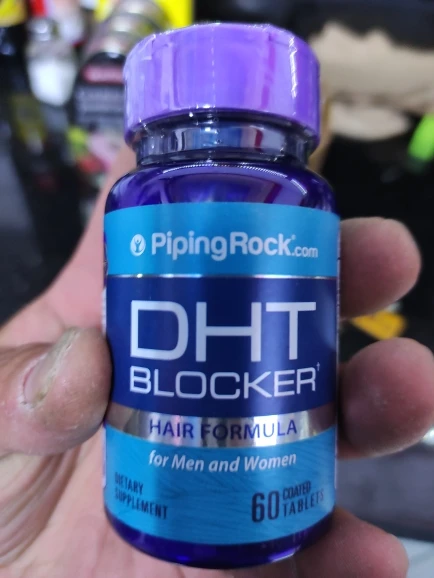 PipingRock.com
DHT
BLOCKER†
HAIR FORMULA
for Men and Women
DIETARY
SUPPLEMENT
60 COATED
TABLETS